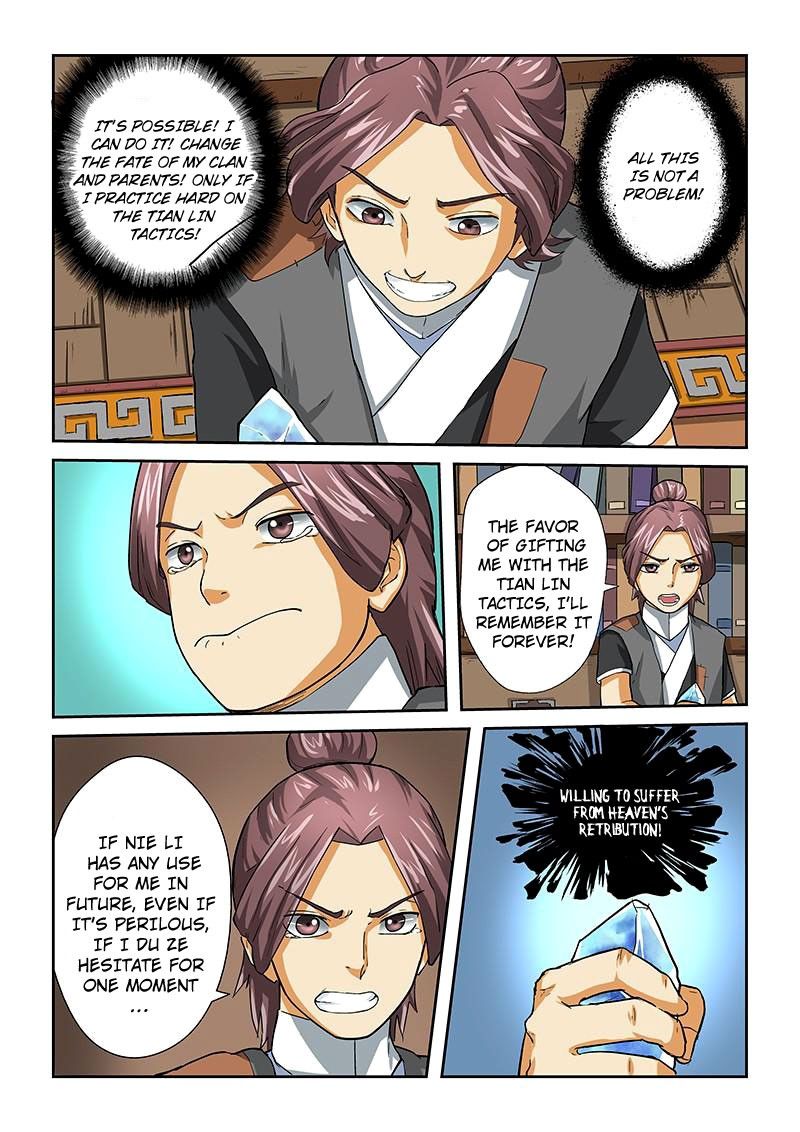 IT'S POSSIBLE! I
CAN DO IT! CHANGE
THE FATE OF MY CLAN
AND PARENTS! ONLY IF
I PRACTICE HARD ON
THE TIAN LIN
TACTICS!
ALL THIS
IS NOT A
PROBLEM!
THE FAVOR
OF GIFTING
ME WITH THE
TIAN LIN
TACTICS, I'LL
REMEMBER IT
FOREVER!
IF NIE LI
HAS ANY USE
FOR ME IN
FUTURE, EVEN IF
IT'S PERILOUS,
IF I DU ZE
HESITATE FOR
ONE MOMENT
...
WILLING TO SUFFER
FROM HEAVEN'S
RETRIBUTION!